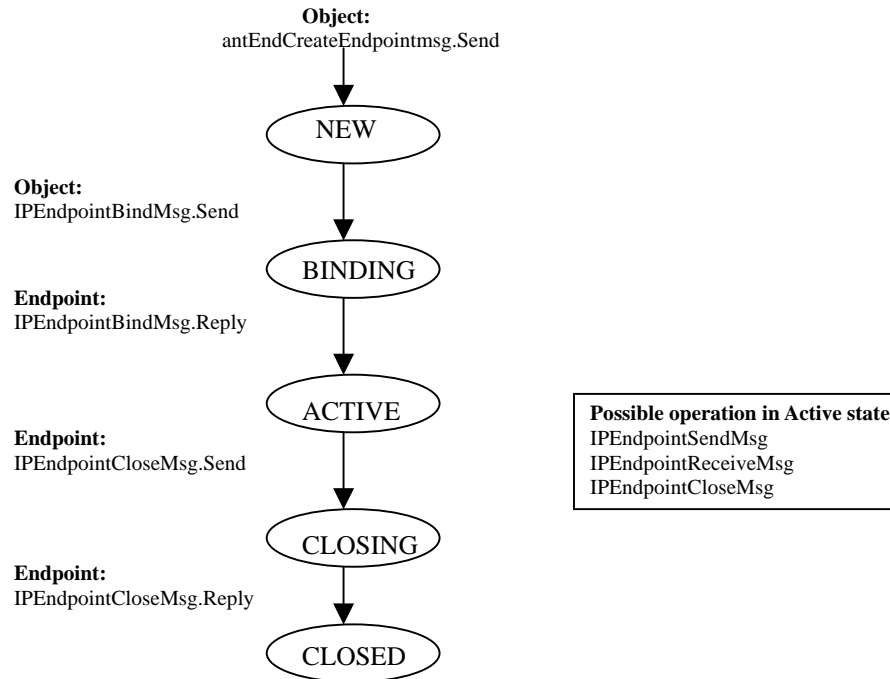 Object:
antEndCreateEndpointmsg.Send
NEW
Object:
IPEndpointBindMsg.Send
BINDING
Endpoint:
IPEndpointBindMsg.Reply
ACTIVE
Possible operation in Active state
IPEndpointSendMsg
IPEndpointReceiveMsg
IPEndpointCloseMsg
Endpoint:
IPEndpointCloseMsg.Send
CLOSING
Endpoint:
IPEndpointCloseMsg.Reply
CLOSED